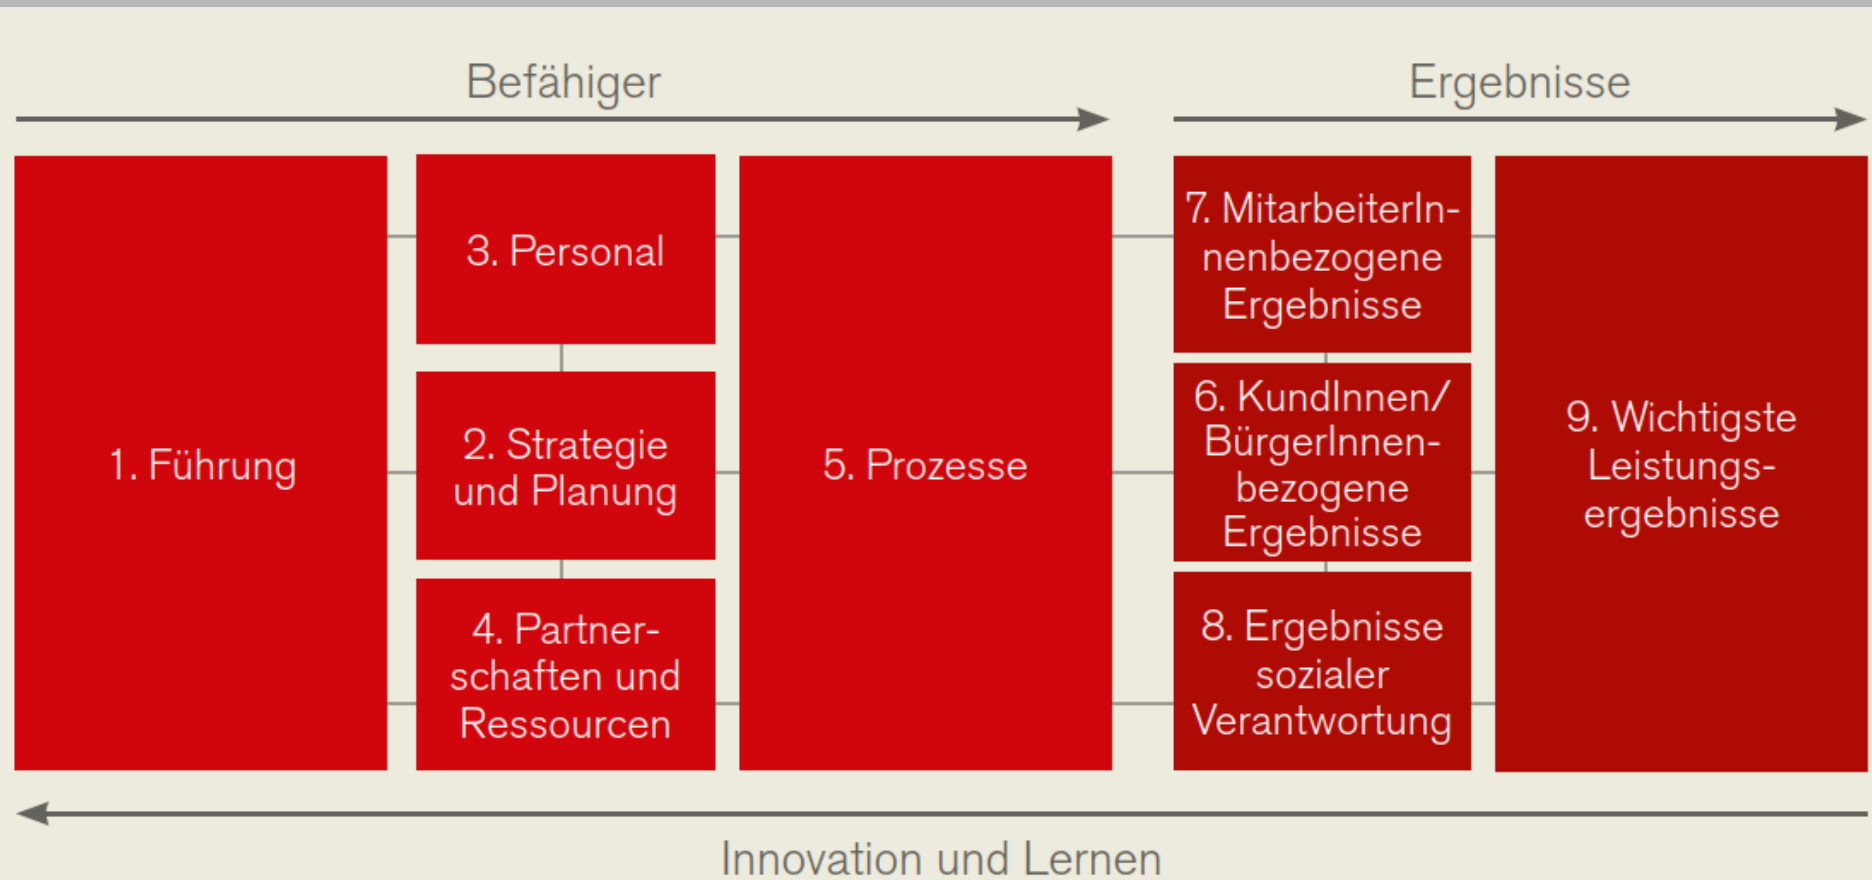 Befähiger
Ergebnisse
1. Führung
3. Personal
2. Strategie
und Planung
4. Partner-
schaften und
Ressourcen
5. Prozesse
7. MitarbeiterIn-
nenbezogene
Ergebnisse
6. KundInnen/
BürgerInnen-
bezogene
Ergebnisse
8. Ergebnisse
sozialer
Verantwortung
9. Wichtigste
Leistungs-
ergebnisse
Innovation und Lernen